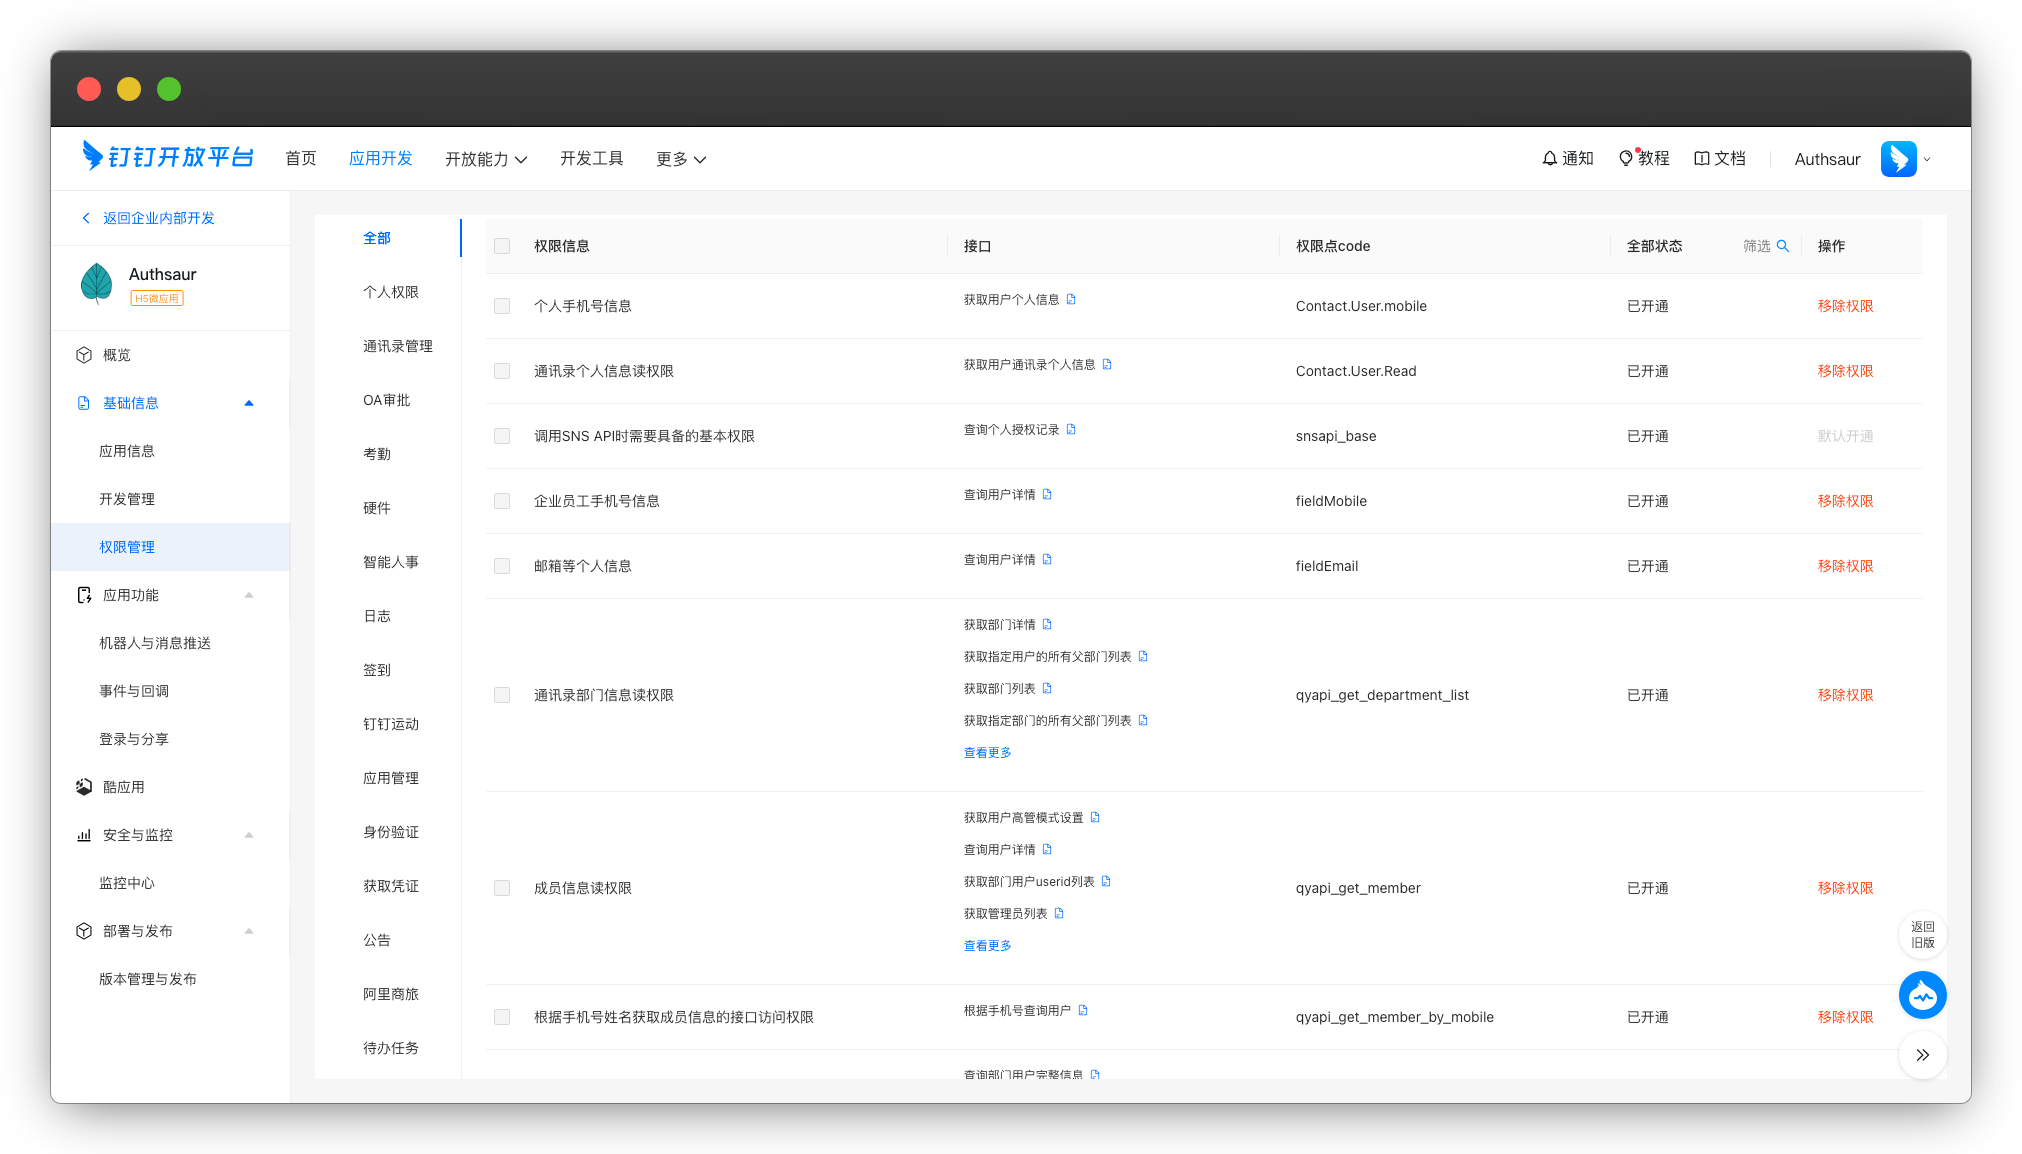 钉钉开放平台 首页 应用开发 开放能力 开发工具 更多 通知 教程 文档 Authsaur
返回企业内部开发
Authsaur
H5微应用
概览
基础信息
应用信息
开发管理
权限管理
应用功能
机器人与消息推送
事件与回调
登录与分享
酷应用
安全与监控
监控中心
部署与发布
版本管理与发布
全部
个人权限
通讯录管理
OA审批
考勤
硬件
智能人事
日志
签到
钉钉运动
应用管理
身份验证
获取凭证
公告
阿里商旅
待办任务
权限信息 接口 权限点code 全部状态 筛选 操作
个人手机号信息 获取用户个人信息 Contact.User.mobile 已开通 移除权限
通讯录个人信息读权限 获取用户通讯录个人信息 Contact.User.Read 已开通 移除权限
调用SNS API时需要具备的基本权限 查询个人授权记录 snsapi_base 已开通 默认开通
企业员工手机号信息 查询用户详情 fieldMobile 已开通 移除权限
邮箱等个人信息 查询用户详情 fieldEmail 已开通 移除权限
获取部门详情
获取指定用户的所有父部门列表
获取部门列表
通讯录部门信息读权限 qyapi_get_department_list 已开通 移除权限
获取指定部门的所有父部门列表
查看更多
获取用户高管模式设置
查询用户详情
获取部门用户userid列表
成员信息读权限 qyapi_get_member 已开通 移除权限
获取管理员列表
查看更多
根据手机号姓名获取成员信息的接口访问权限 根据手机号查询用户 qyapi_get_member_by_mobile 已开通 移除权限
查询部门用户完整信息
返回
旧版